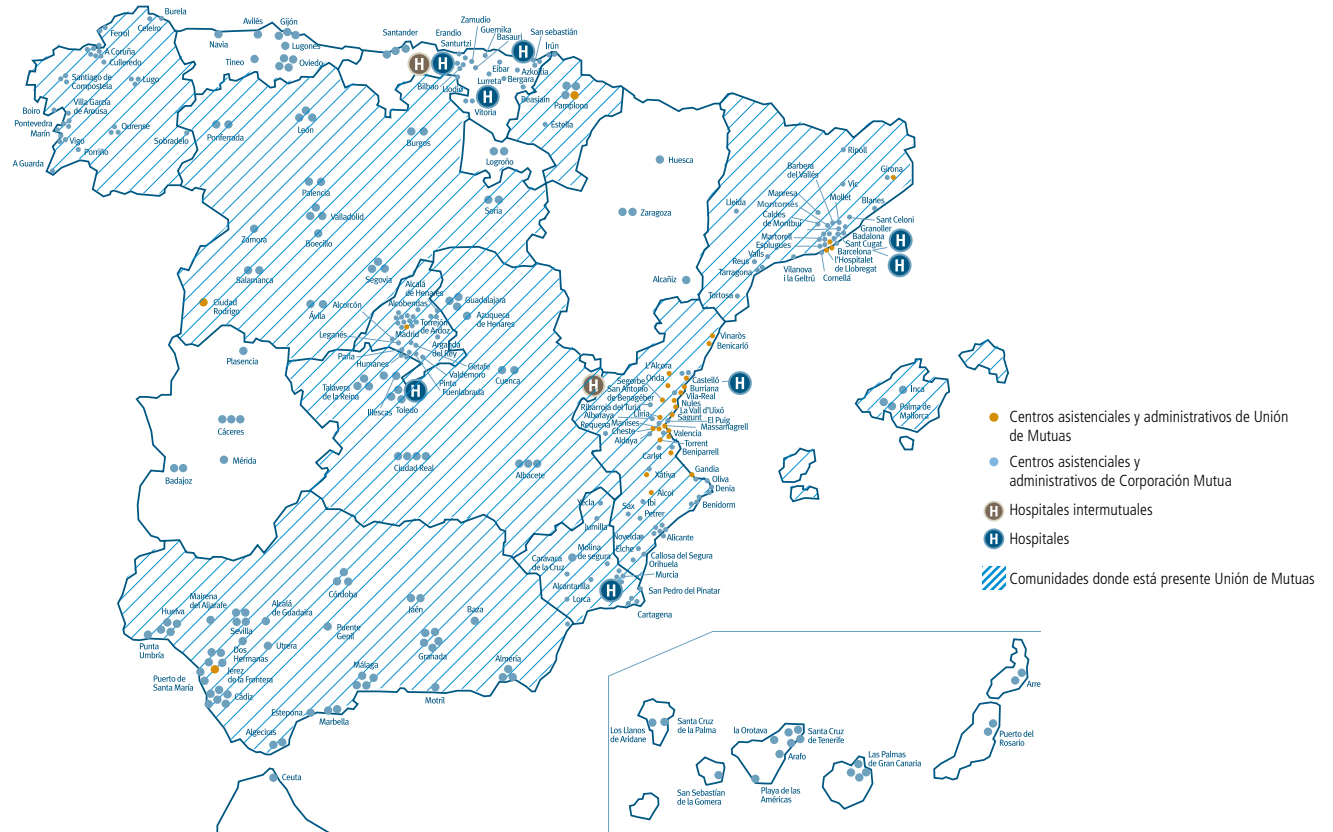 Burela
Celeiro
Ferrol
A Coruña
Culleredo
Santiago de
Compostela
Lugo
Villa García
de Arousa
Boiro
Pontevedra
Marín
Ourense
Vigo
Porriño
A Guarda
Sobradelo
Avilés
Gijón
Navia
Lugones
Tineo
Oviedo
Santander
Erandio
Santurtzi
Zamudio
Guernika
Basauri
San sebastián
Irún
Bilbao
Llodio
Lurreta
Eibar
Bergara
Azkoitia
Beasiain
Vitoria
Pamplona
Estella
Logroño
Ponferrada
León
Burgos
Palencia
Valladólid
Boecillo
Soria
Zamora
Salamanca
Segovia
Ávila
Ciudad
Rodrigo
Huesca
Zaragoza
Alcañiz
Ripoll
Girona
Barbera
del Vallés
Vic
Manresa
Montornés
Mollet
Blanes
Lleida
Caldes
de Montbui
Sant Celoni
Granoller
Martorell
Badalona
Esplugues
Sant Cugat
Barcelona
Valls
Reus
Tarragona
l'Hospitalet
de Llobregat
Vilanova
i la Geltrú
Cornellá
Tortosa
Alcalá
de Henares
Alcobendas
Alcorcón
Guadalajara
Azuqueca
de Henares
Torrejón
de Ardoz
Madrid
Leganés
Arganda
del Rey
Parla
Humanes
Getafe
Valdemoro
Pinto
Fuenlabrada
Cuenca
Talavera
de la Reina
Illescas
Toledo
Ciudad Real
Albacete
Plasencia
Cáceres
Mérida
Badajoz
Vinaròs
Benicarló
L'Alcora
Onda
Segorbe
San Antonio
de Benagéber
Castelló
Burriana
Vila-Real
Nules
Ribarroja del Turia
La Vall d'Uixó
Alboraya
Llíria
Sagunt
El Puig
Requena
Manises
Massamagrell
Cheste
Valencia
Aldaya
Torrent
Beniparrell
Carlet
Gandia
Xátiva
Oliva
Denia
Alcoi
Ibi
Benidorm
Sax
Petrer
Yecla
Jumilla
Novelda
Alicante
Elche
Molina
de segura
Callosa del Segura
Orihuela
Caravaca
de la Cruz
Murcia
Alcantarilla
San Pedro del Pinatar
Lorca
Cartagena
Inca
Palma de
Mallorca
Mairena
del Aljarafe
Huelva
Alcalá
de Guadaira
Córdoba
Jaén
Baza
Sevilla
Puente
Genil
Punta
Umbría
Dos
Hermanas
Utrera
Granada
Puerto de
Santa María
Jérez
de la Frontera
Málaga
Almería
Cádiz
Motril
Estepona
Marbella
Algeciras
Ceuta
Los Llanos
de Aridane
Santa Cruz
de la Palma
la Orotava
Santa Cruz
de Tenerife
Arafo
San Sebastián
de la Gomera
Playa de las
Américas
Las Palmas
de Gran Canaria
Puerto del
Rosario
Arre
H
H
H
H
H
H
H
H
H
H
Centros asistenciales y administrativos de Unión
de Mutuas
Centros asistenciales y
administrativos de Corporación Mutua
H Hospitales intermutuales
H Hospitales
Comunidades donde está presente Unión de Mutuas